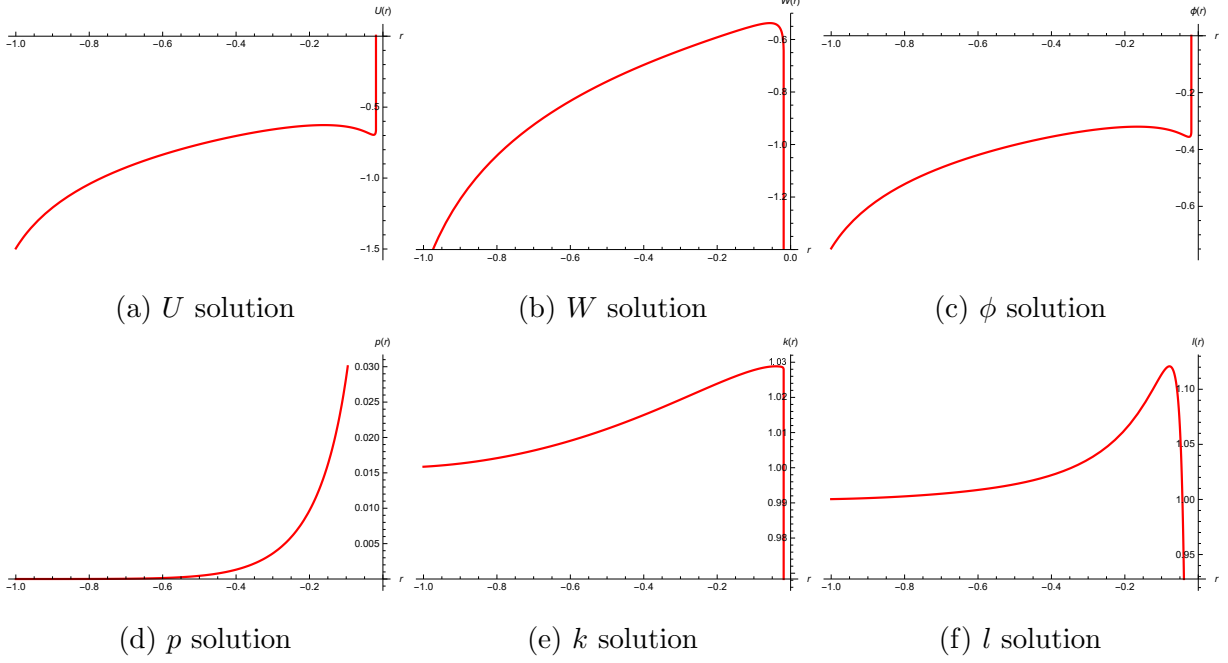 U(r)
r
−1.0 −0.8 −0.6 −0.4 −0.2
−0.5
−1.0
−1.5
(a) U solution
W(r)
−0.6
−0.8
−1.0
−1.2
−1.0 −0.8 −0.6 −0.4 −0.2 0.0
r
(b) W solution
ϕ(r)
r
−1.0 −0.8 −0.6 −0.4 −0.2
−0.2
−0.4
−0.6
(c) ϕ solution
p(r)
0.030
0.025
0.020
0.015
0.010
0.005
−1.0 −0.8 −0.6 −0.4 −0.2
r
(d) p solution
k(r)
1.03
1.02
1.01
1.00
0.99
0.98
−1.0 −0.8 −0.6 −0.4 −0.2
r
(e) k solution
l(r)
1.10
1.05
1.00
0.95
−1.0 −0.8 −0.6 −0.4 −0.2
r
(f) l solution